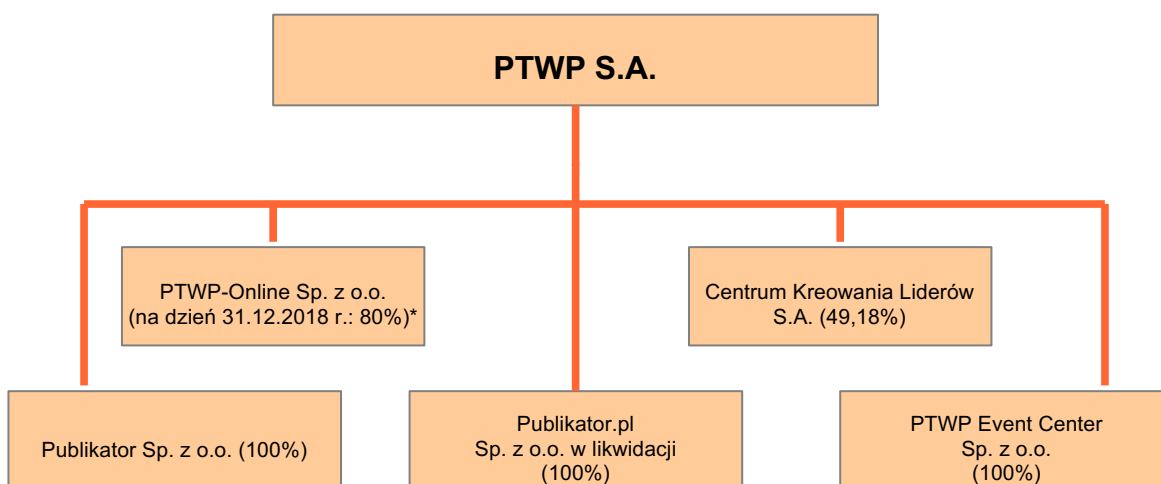 PTWP S.A.
PTWP-Online Sp. z o.o.
(na dzień 31.12.2018 r.: 80%)*
Centrum Kreowania Liderów
S.A. (49,18%)
Publikator Sp. z o.o. (100%)
Publikator.pl
Sp. z o.o. w likwidacji
(100%)
PTWP Event Center
Sp. z o.o.
(100%)